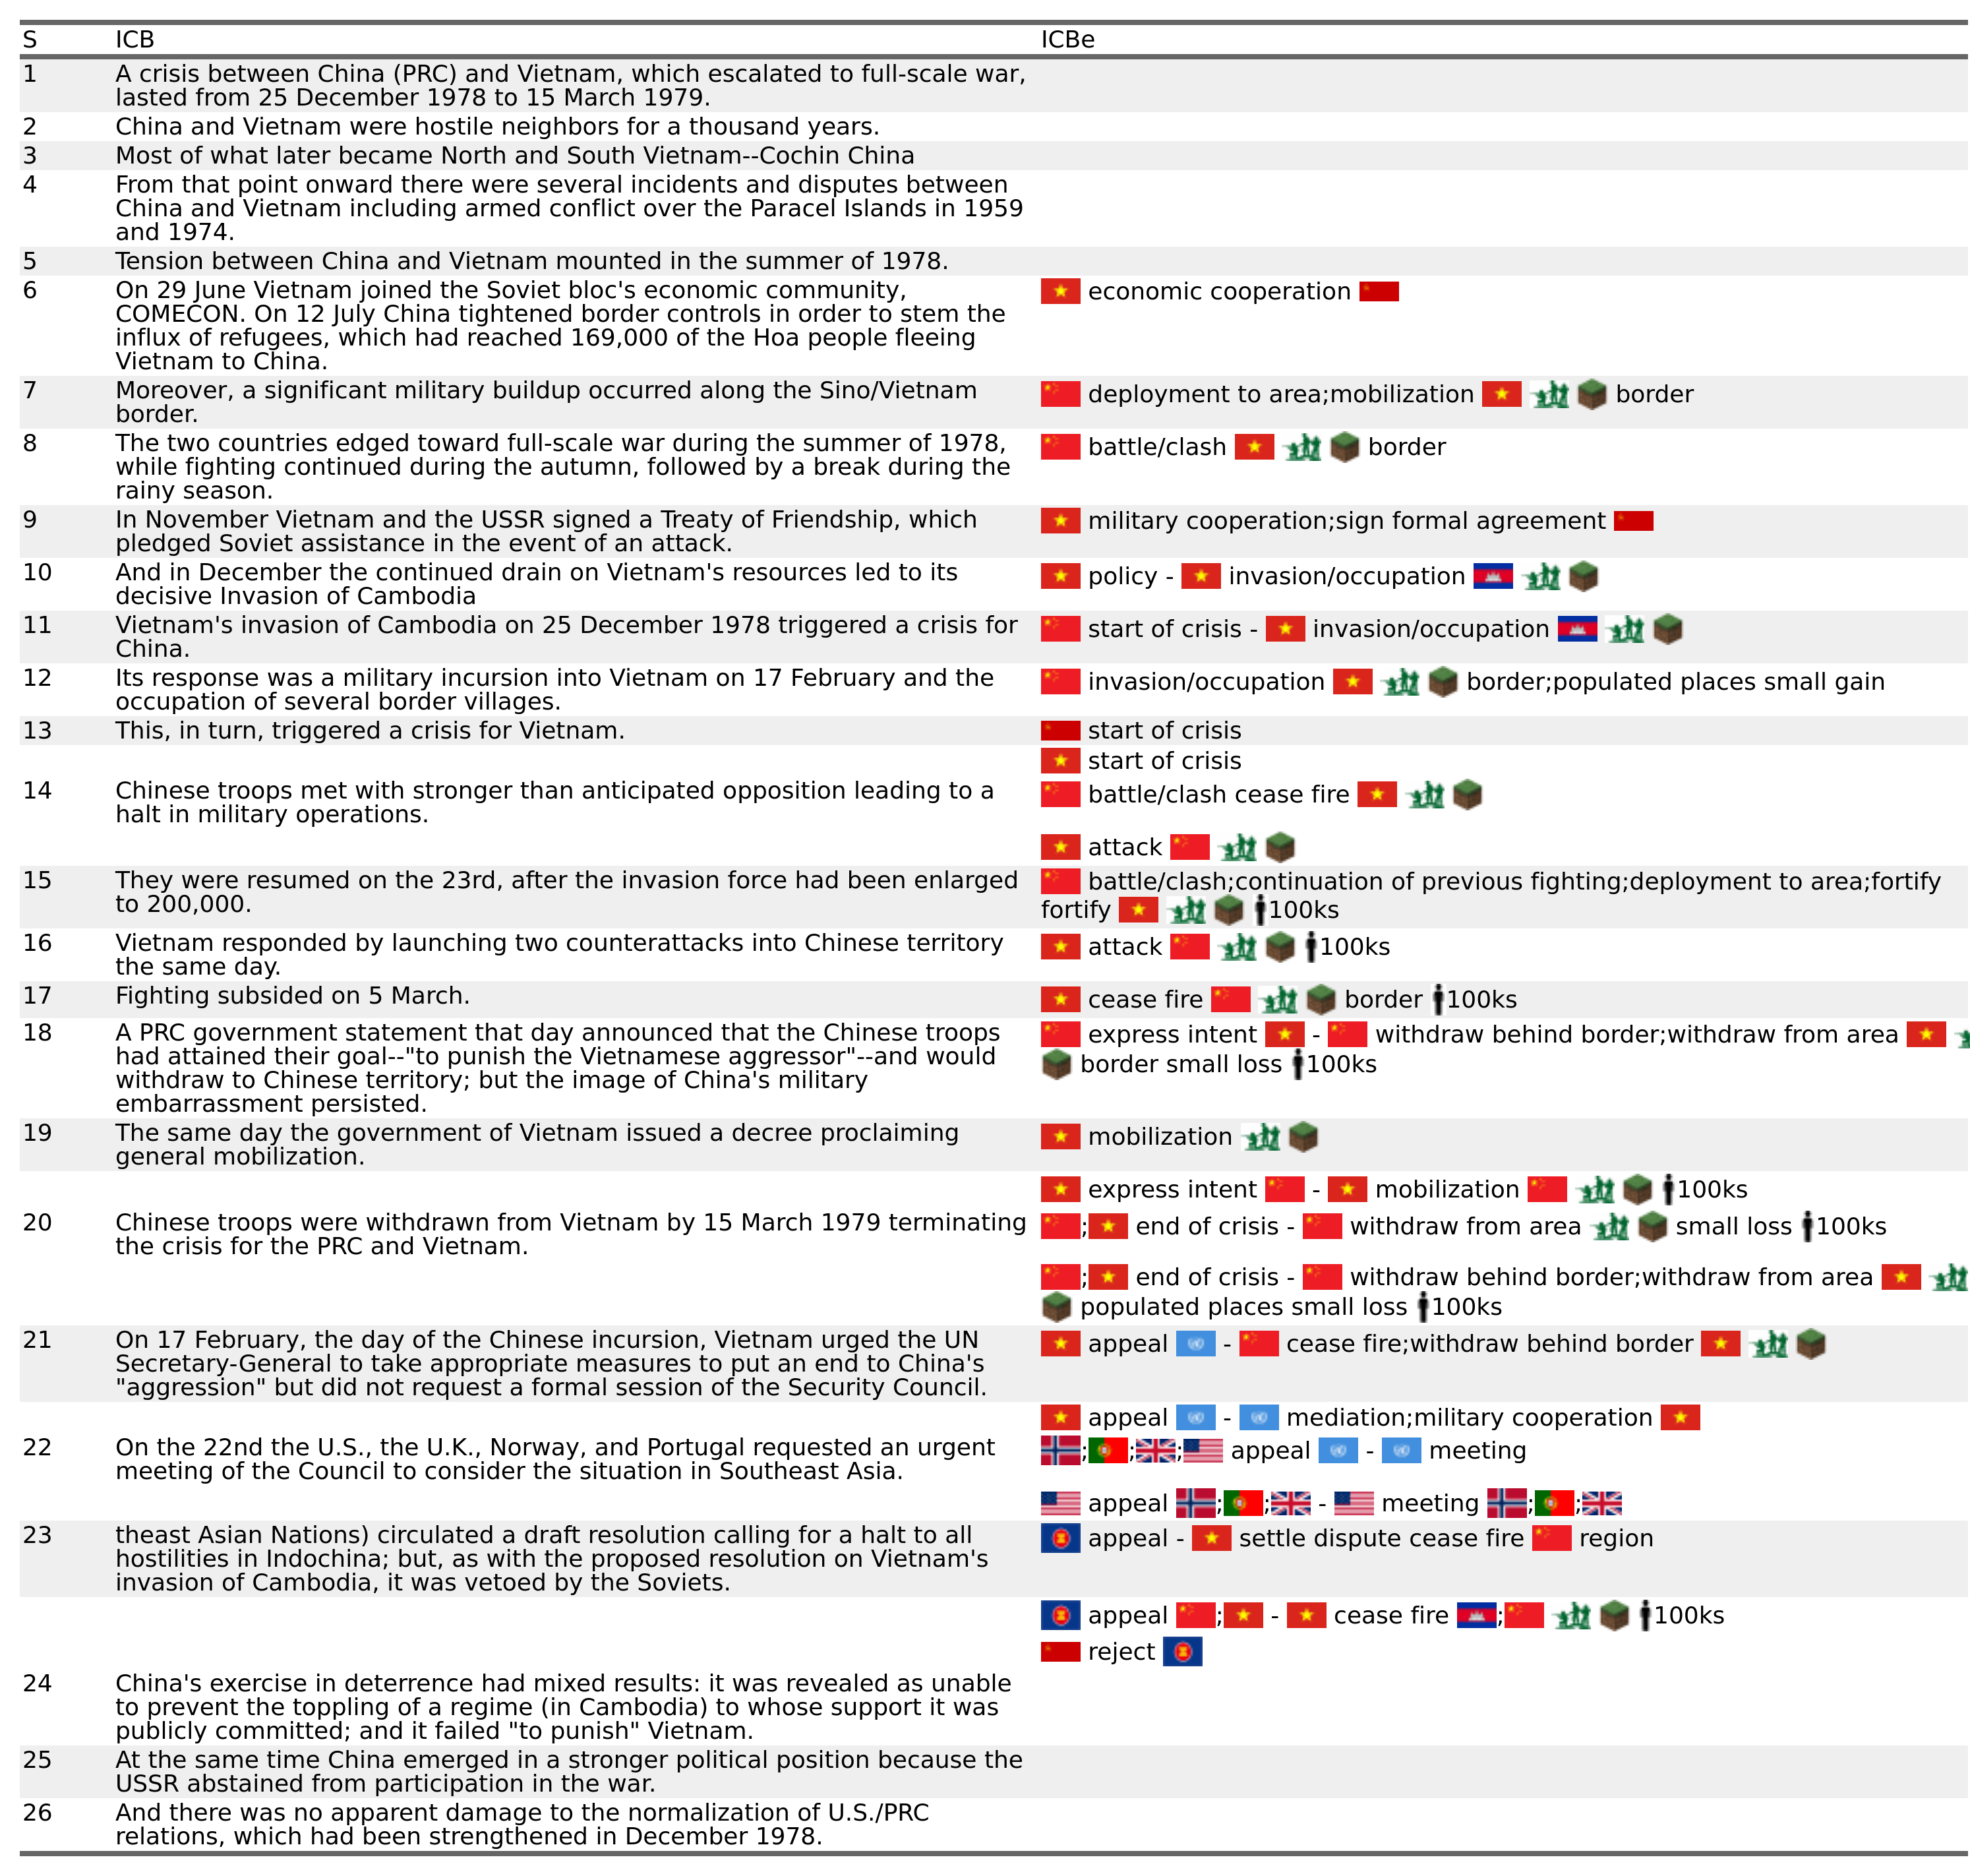 S ICB ICBe
1 A crisis between China (PRC) and Vietnam, which escalated to full-scale war,
lasted from 25 December 1978 to 15 March 1979.
2 China and Vietnam were hostile neighbors for a thousand years.
3 Most of what later became North and South Vietnam--Cochin China
4 From that point onward there were several incidents and disputes between
China and Vietnam including armed conflict over the Paracel Islands in 1959
and 1974.
5 Tension between China and Vietnam mounted in the summer of 1978.
6 On 29 June Vietnam joined the Soviet bloc's economic community,
COMECON. On 12 July China tightened border controls in order to stem the
influx of refugees, which had reached 169,000 of the Hoa people fleeing
Vietnam to China.
economic cooperation
7 Moreover, a significant military buildup occurred along the Sino/Vietnam
border.
deployment to area;mobilization border
8 The two countries edged toward full-scale war during the summer of 1978,
while fighting continued during the autumn, followed by a break during the
rainy season.
battle/clash border
9 In November Vietnam and the USSR signed a Treaty of Friendship, which
pledged Soviet assistance in the event of an attack.
military cooperation;sign formal agreement
10 And in December the continued drain on Vietnam's resources led to its
decisive Invasion of Cambodia
policy - invasion/occupation
11 Vietnam's invasion of Cambodia on 25 December 1978 triggered a crisis for
China.
start of crisis - invasion/occupation
12 Its response was a military incursion into Vietnam on 17 February and the
occupation of several border villages.
invasion/occupation border;populated places small gain
13 This, in turn, triggered a crisis for Vietnam.
start of crisis
start of crisis
14 Chinese troops met with stronger than anticipated opposition leading to a
halt in military operations.
battle/clash cease fire
attack
15 They were resumed on the 23rd, after the invasion force had been enlarged
to 200,000.
battle/clash;continuation of previous fighting;deployment to area;fortify
fortify 100ks
16 Vietnam responded by launching two counterattacks into Chinese territory
the same day.
attack 100ks
17 Fighting subsided on 5 March.
cease fire border 100ks
18 A PRC government statement that day announced that the Chinese troops
had attained their goal--"to punish the Vietnamese aggressor"--and would
withdraw to Chinese territory; but the image of China's military
embarrassment persisted.
express intent - withdraw behind border;withdraw from area
border small loss 100ks
19 The same day the government of Vietnam issued a decree proclaiming
general mobilization.
mobilization
express intent - mobilization 100ks
20 Chinese troops were withdrawn from Vietnam by 15 March 1979 terminating
the crisis for the PRC and Vietnam.
; end of crisis - withdraw from area small loss 100ks
; end of crisis - withdraw behind border;withdraw from area
populated places small loss 100ks
21 On 17 February, the day of the Chinese incursion, Vietnam urged the UN
Secretary-General to take appropriate measures to put an end to China's
"aggression" but did not request a formal session of the Security Council.
appeal - cease fire;withdraw behind border
appeal - mediation;military cooperation
22 On the 22nd the U.S., the U.K., Norway, and Portugal requested an urgent
meeting of the Council to consider the situation in Southeast Asia.
; ; ; appeal - meeting
appeal ; ; - meeting ; ;
23 theast Asian Nations) circulated a draft resolution calling for a halt to all
hostilities in Indochina; but, as with the proposed resolution on Vietnam's
invasion of Cambodia, it was vetoed by the Soviets.
appeal - settle dispute cease fire region
appeal ; - cease fire ; 100ks
reject
24 China's exercise in deterrence had mixed results: it was revealed as unable
to prevent the toppling of a regime (in Cambodia) to whose support it was
publicly committed; and it failed "to punish" Vietnam.
25 At the same time China emerged in a stronger political position because the
USSR abstained from participation in the war.
26 And there was no apparent damage to the normalization of U.S./PRC
relations, which had been strengthened in December 1978.